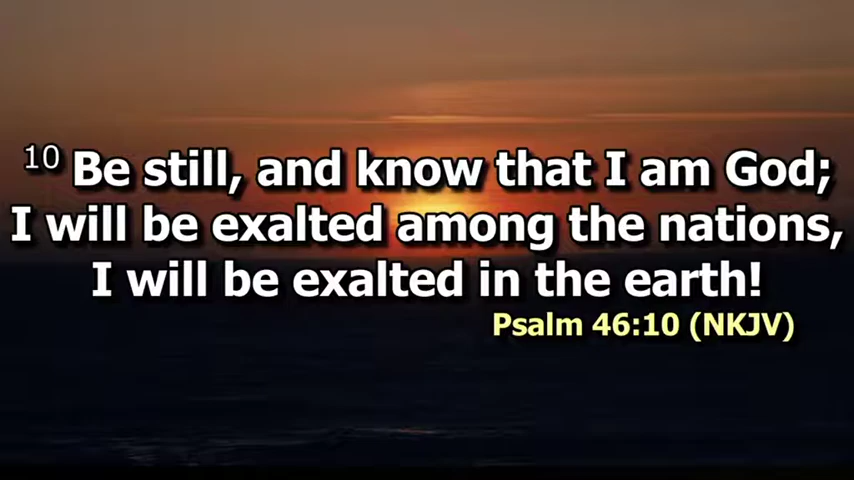 10 Be still, and know that I am God;
I will be exalted among the nations,
I will be exalted in the earth!
Psalm 46:10 (NKJV)